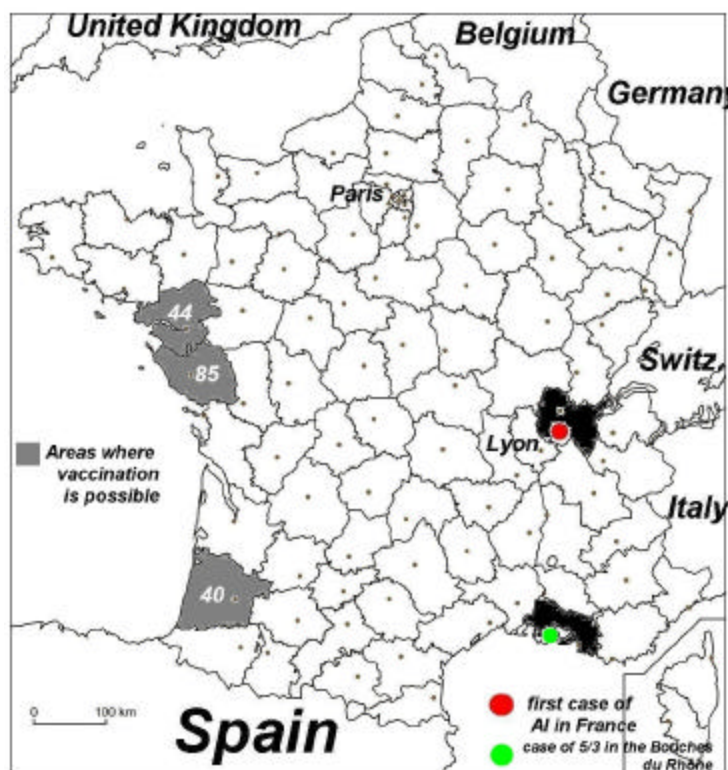 United Kingdom
Belgium
Germany
Paris
44
85
Switz,
Lyon
Areas where
vaccination
is possible
Italy
40
0 100 km
Spain
first case of
AI in France
case of 5/3 in the Bouches
du Rhône